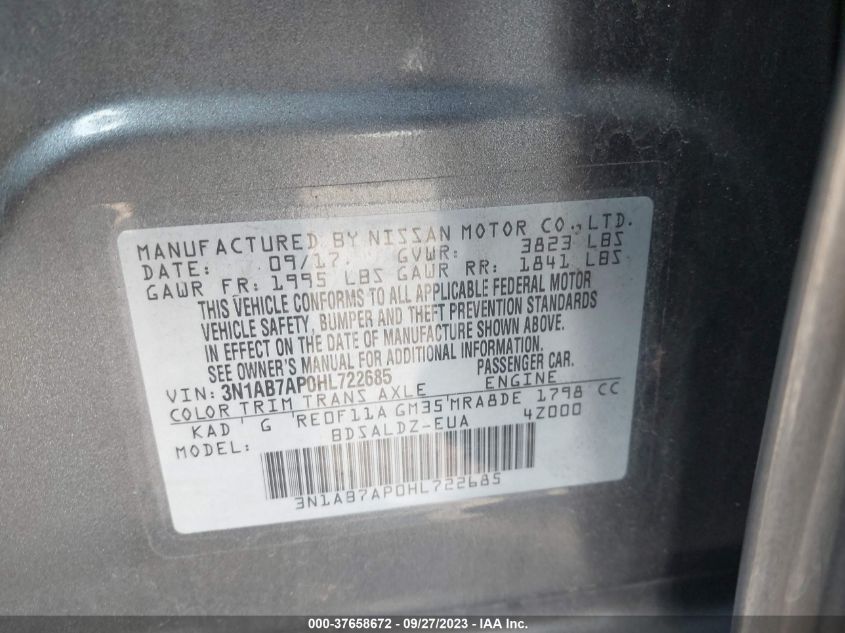 MANUFACTURED BY NISSAN MOTOR CO., LTD.
DATE: 09/17. GVWR: 3823 LBS
GAWR FR: 1995 LBS GAWR RR: 1841 LBS
THIS VEHICLE CONFORMS TO ALL APPLICABLE FEDERAL MOTOR
VEHICLE SAFETY, BUMPER AND THEFT PREVENTION STANDARDS
IN EFFECT ON THE DATE OF MANUFACTURE SHOWN ABOVE.
SEE OWNER'S MANUAL FOR ADDITIONAL INFORMATION.
VIN: 3N1AB7AP0HL722685 PASSENGER CAR.
COLOR TRIM TRANS AXLE ENGINE
KAD G RE0F11A GM35 MRA8DE 1798 CC
MODEL: BDSALDZ-EUA 4Z000
3N1AB7AP0HL722685
000-37658672 - 09/27/2023 - IAA Inc.